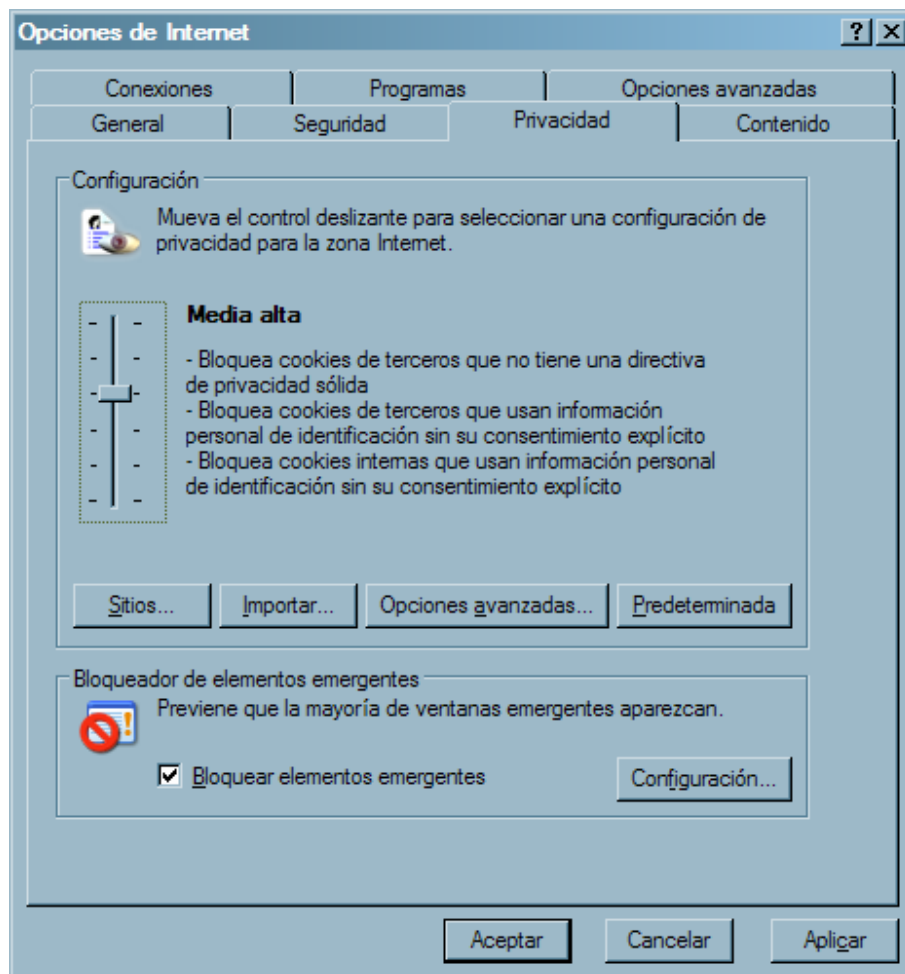 Opciones de Internet
Conexiones Programas Opciones avanzadas
General Seguridad Privacidad Contenido
Configuración
Mueva el control deslizante para seleccionar una configuración de
privacidad para la zona Internet.
Media alta
- Bloquea cookies de terceros que no tiene una directiva
de privacidad sólida
- Bloquea cookies de terceros que usan información
personal de identificación sin su consentimiento explícito
- Bloquea cookies internas que usan información personal
de identificación sin su consentimiento explícito
Sitios... Importar... Opciones avanzadas... Predeterminada
Bloqueador de elementos emergentes
Previene que la mayoría de ventanas emergentes aparezcan.
Bloquear elementos emergentes
Configuración...
Aceptar Cancelar Aplicar